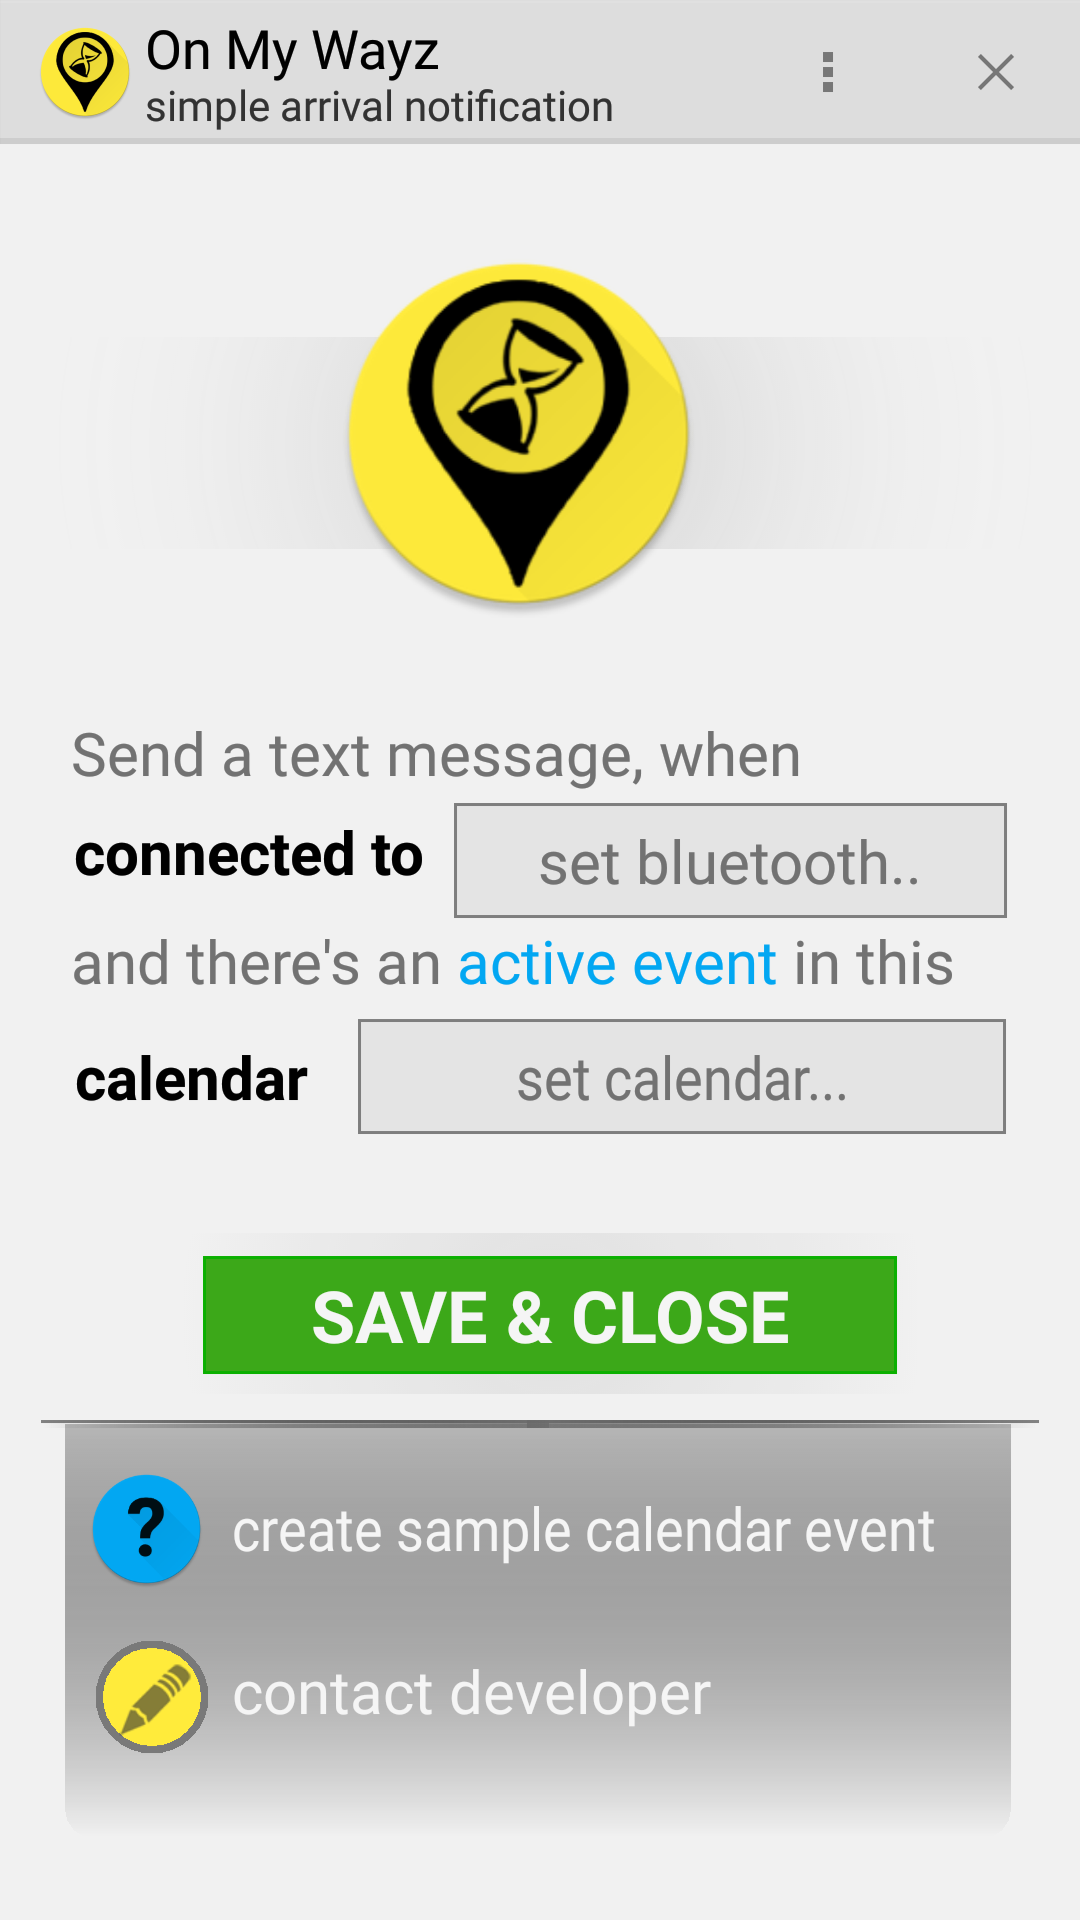 On My Wayz
simple arrival notification
Send a text message, when
connected to set bluetooth..
and there's an active event in this
calendar set calendar...
SAVE & CLOSE
? create sample calendar event
contact developer